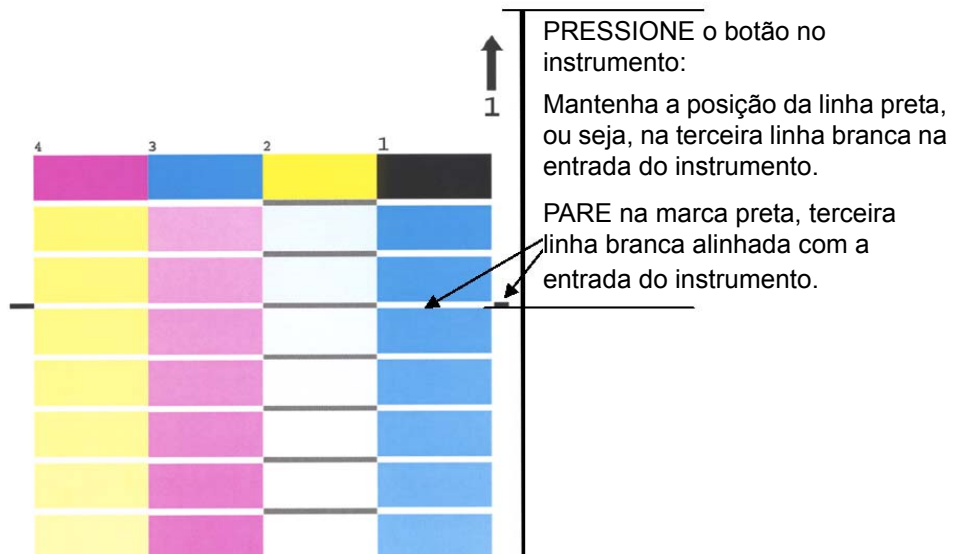 PRESSIONE o botão no
instrumento:
Mantenha a posição da linha preta,
ou seja, na terceira linha branca na
entrada do instrumento.
PARE na marca preta, terceira
linha branca alinhada com a
entrada do instrumento.
1
4 3 2 1